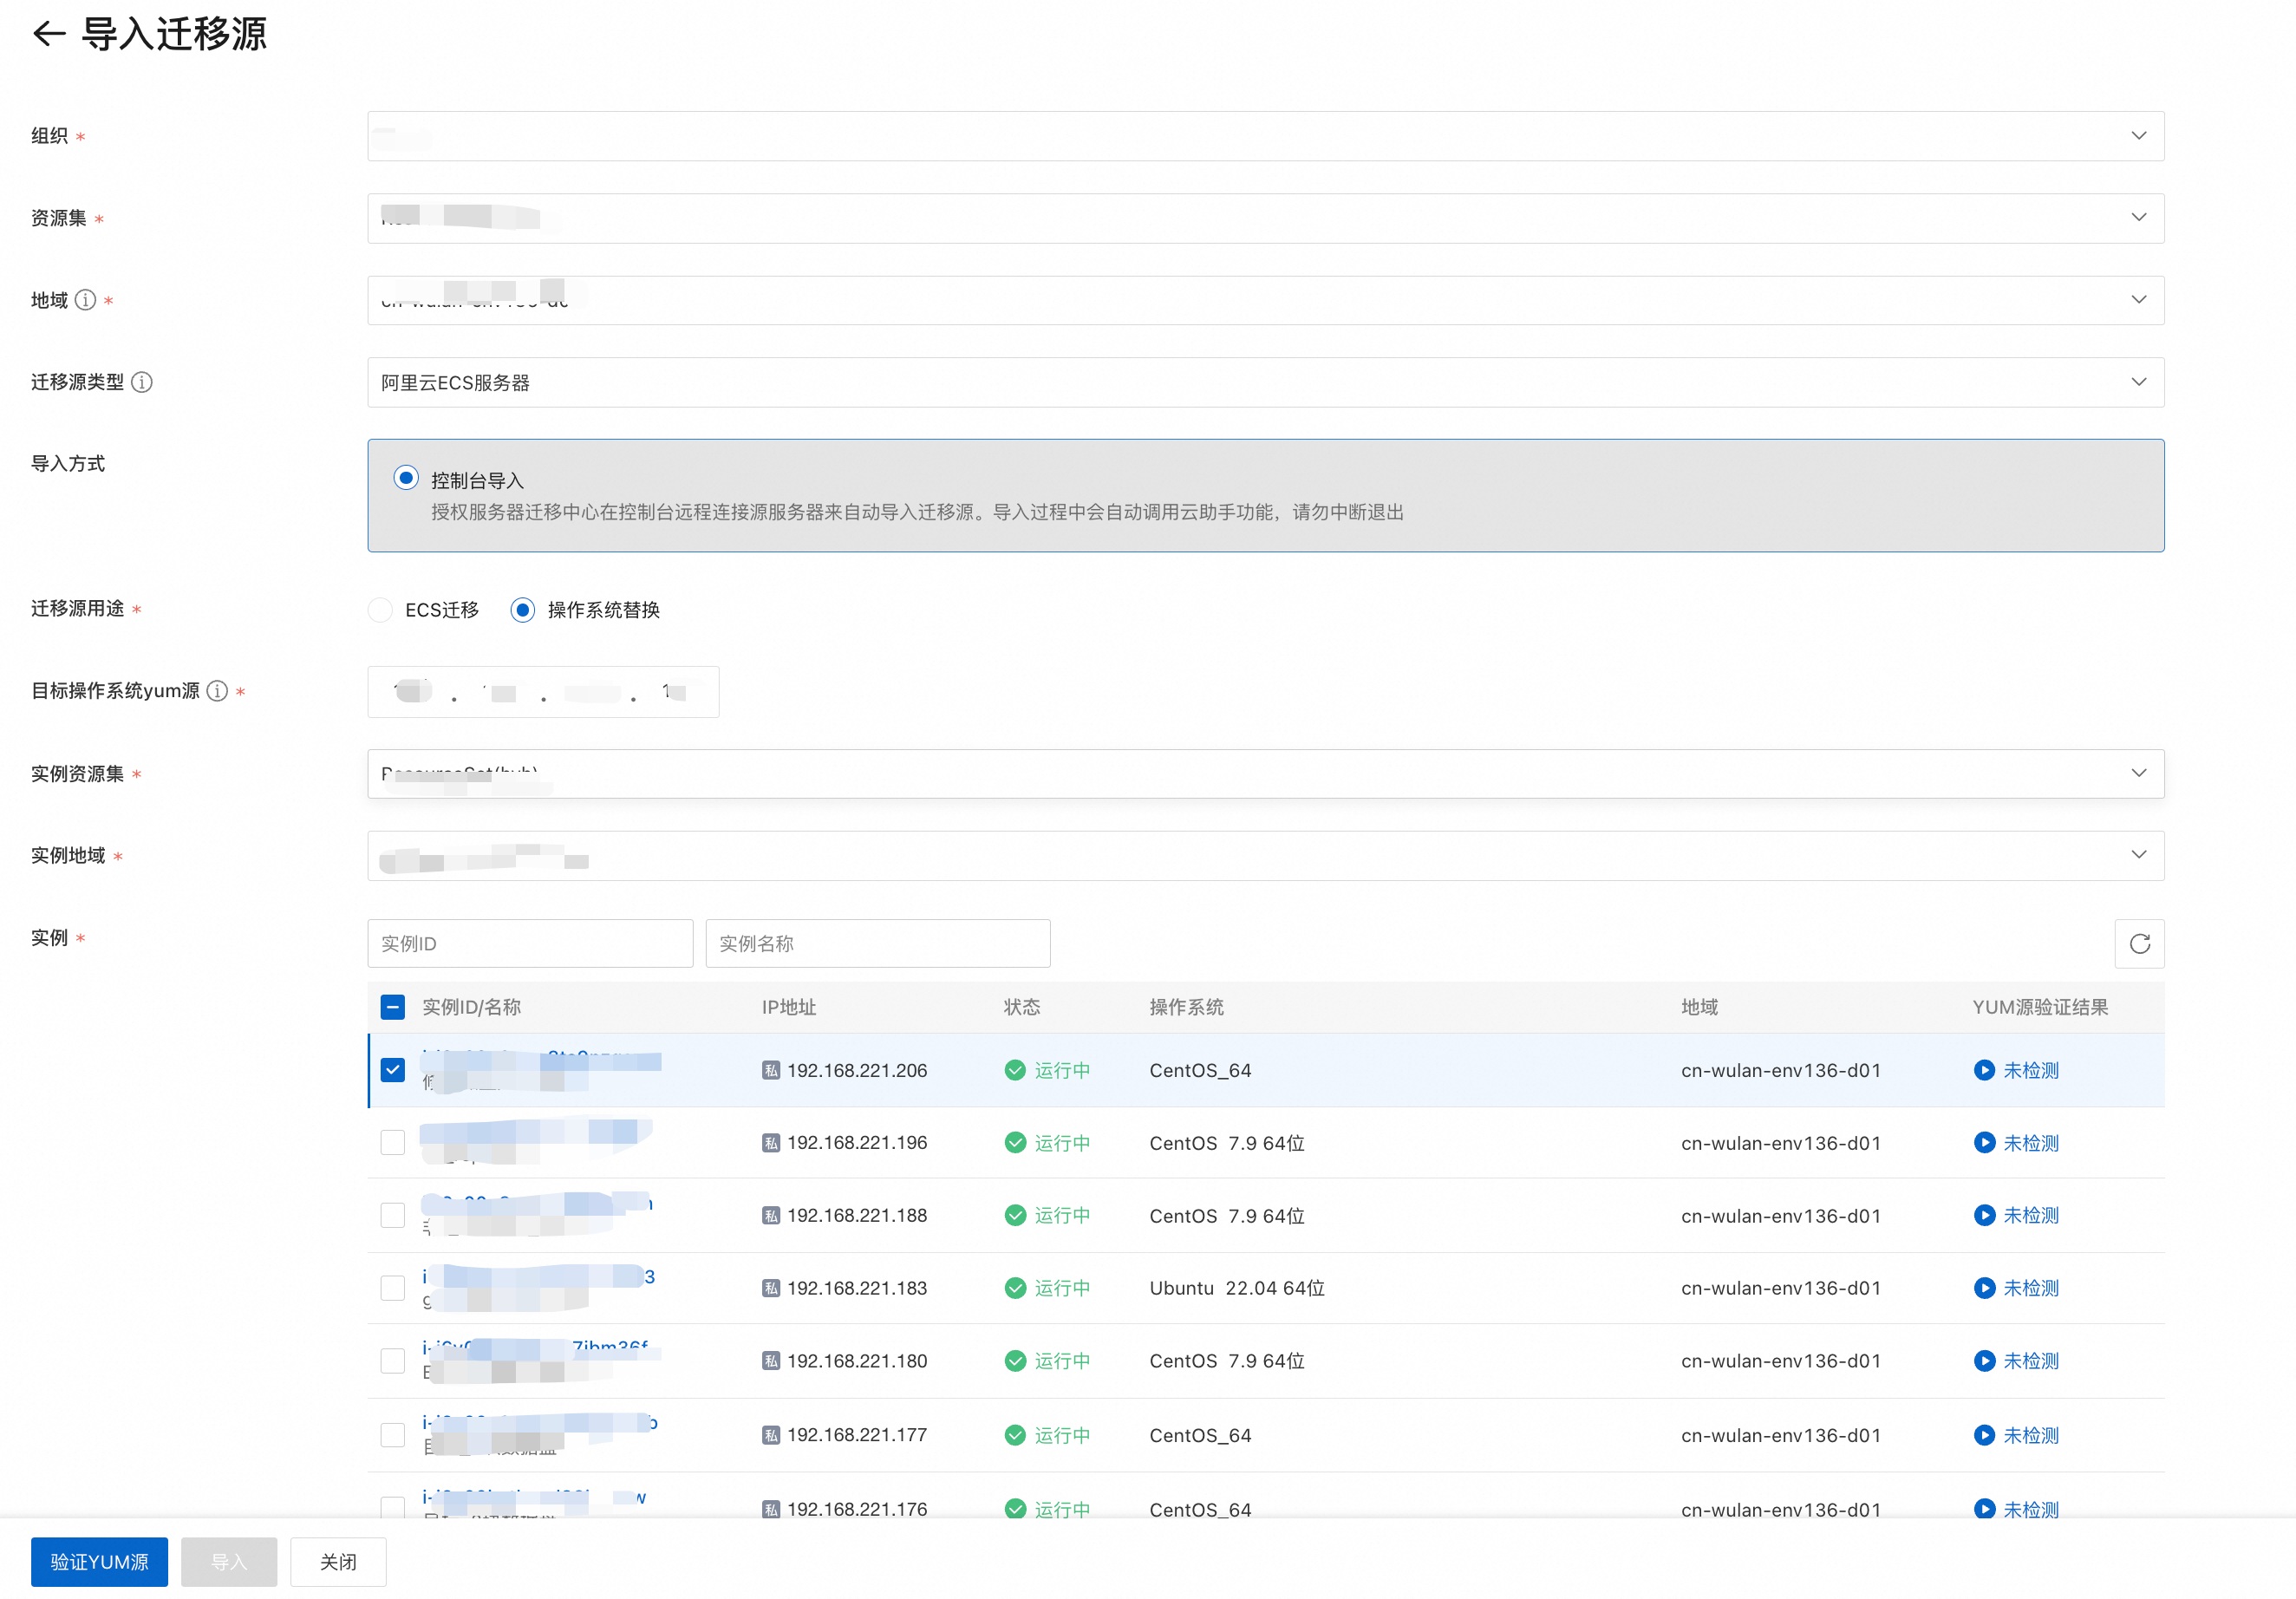 导入迁移源
组织 *
资源集 *
地域 *
迁移源类型
阿里云ECS服务器
导入方式
控制台导入
授权服务器迁移中心在控制台远程连接源服务器来自动导入迁移源。导入过程中会自动调用云助手功能，请勿中断退出
迁移源用途 *
ECS迁移 操作系统替换
目标操作系统yum源 *
实例资源集 *
实例地域 *
实例 *
实例ID 实例名称
实例ID/名称 IP地址 状态 操作系统 地域 YUM源验证结果
私 192.168.221.206 运行中 CentOS_64 cn-wulan-env136-d01 未检测
私 192.168.221.196 运行中 CentOS 7.9 64位 cn-wulan-env136-d01 未检测
私 192.168.221.188 运行中 CentOS 7.9 64位 cn-wulan-env136-d01 未检测
私 192.168.221.183 运行中 Ubuntu 22.04 64位 cn-wulan-env136-d01 未检测
私 192.168.221.180 运行中 CentOS 7.9 64位 cn-wulan-env136-d01 未检测
私 192.168.221.177 运行中 CentOS_64 cn-wulan-env136-d01 未检测
私 192.168.221.176 运行中 CentOS_64 cn-wulan-env136-d01 未检测
验证YUM源 导入 关闭